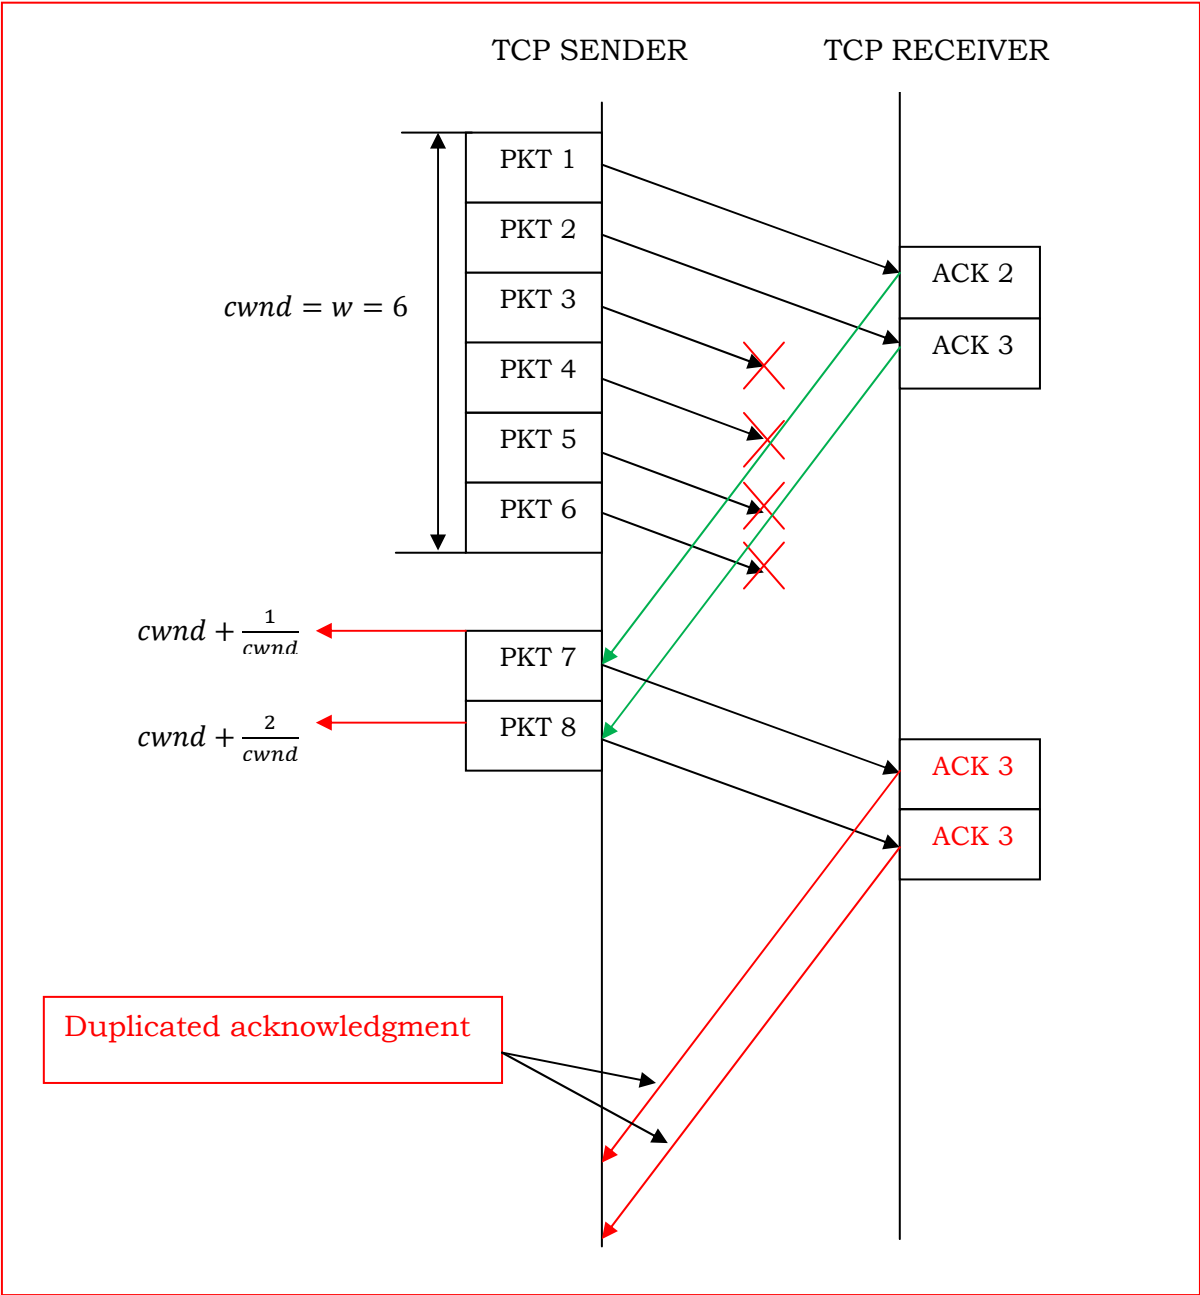 TCP SENDER TCP RECEIVER
PKT 1
PKT 2
ACK 2
PKT 3
cwnd = w = 6
ACK 3
PKT 4
PKT 5
PKT 6
cwnd + 1/cwnd
PKT 7
PKT 8
cwnd + 2/cwnd
ACK 3
ACK 3
Duplicated acknowledgment